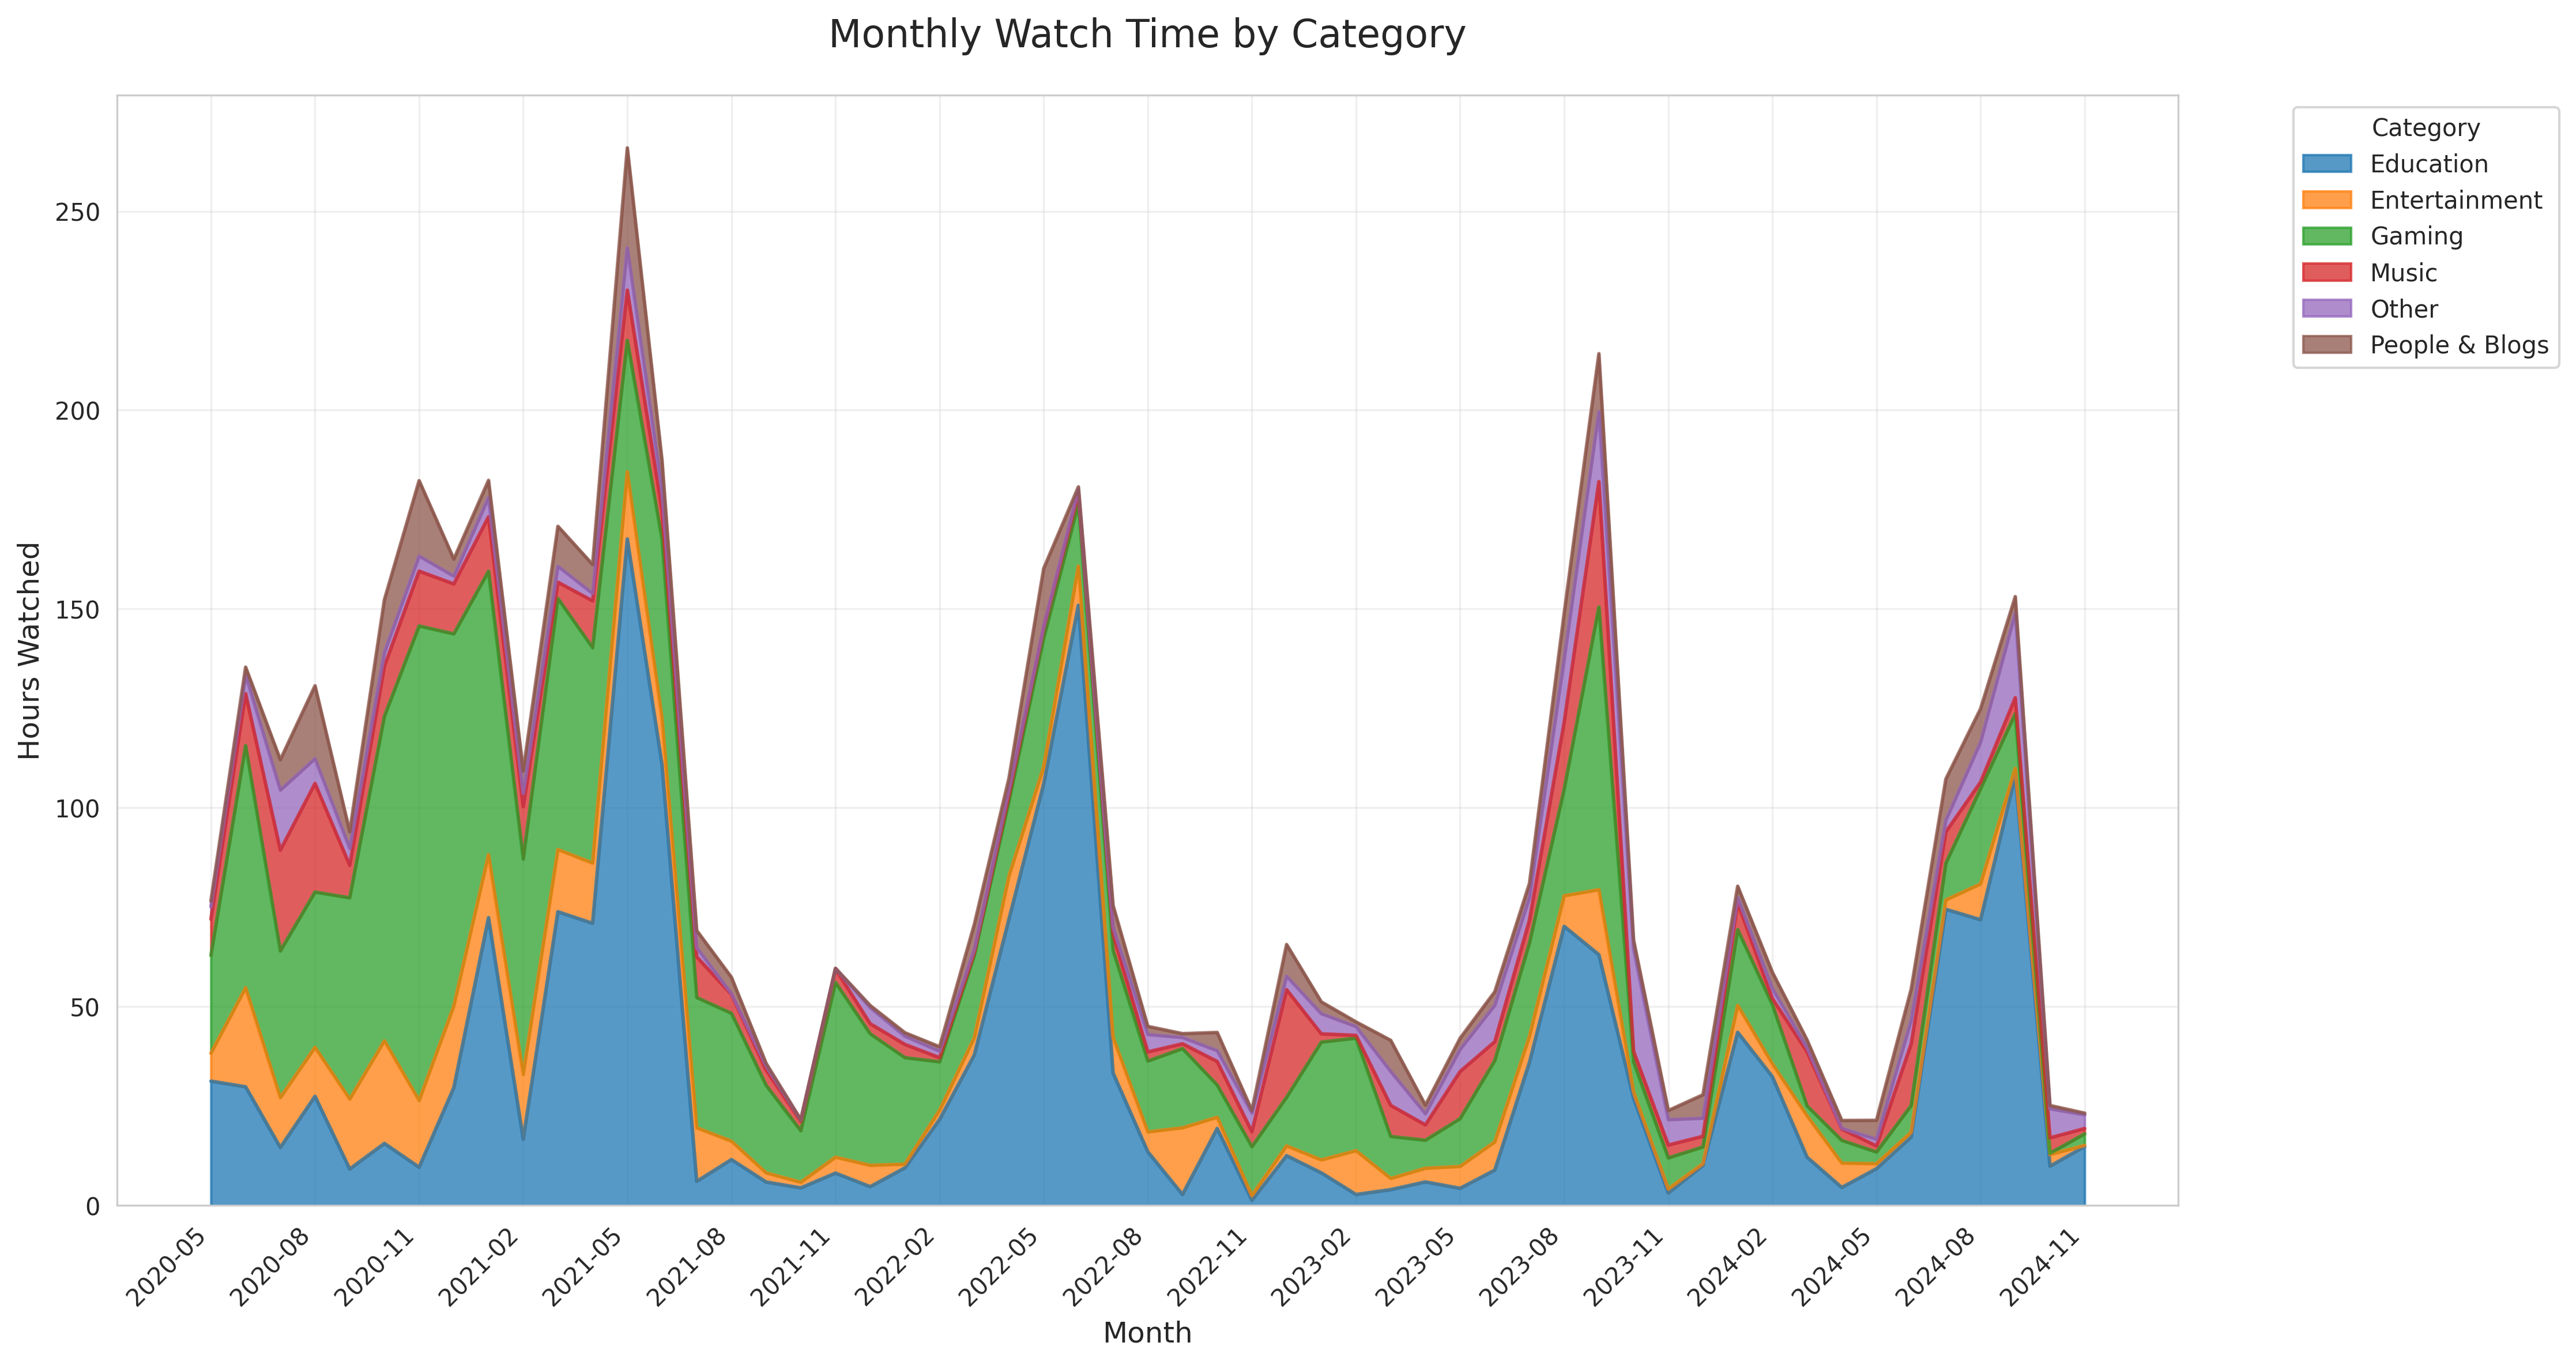 Monthly Watch Time by Category
Category
Education
Entertainment
Gaming
Music
Other
People & Blogs
Hours Watched
250
200
150
100
50
0
2020-05
2020-08
2020-11
2021-02
2021-05
2021-08
2021-11
2022-02
2022-05
2022-08
2022-11
2023-02
2023-05
2023-08
2023-11
2024-02
2024-05
2024-08
2024-11
Month